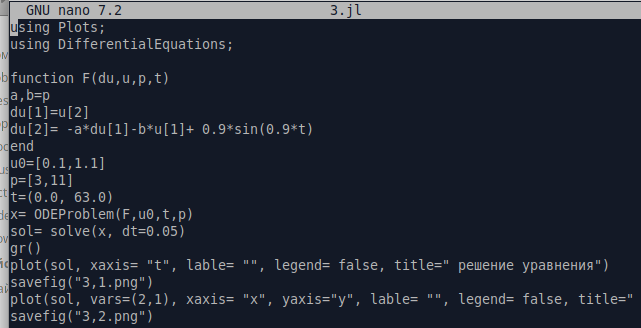 GNU nano 7.2 3.jl
using Plots;
using DifferentialEquations;
function F(du,u,p,t)
a,b=p
du[1]=u[2]
du[2]= -a*du[1]-b*u[1]+ 0.9*sin(0.9*t)
end
u0=[0.1,1.1]
p=[3,11]
t=(0.0, 63.0)
x= ODEProblem(F,u0,t,p)
sol= solve(x, dt=0.05)
gr()
plot(sol, xaxis= "t", lable= "", legend= false, title=" решение уравнения")
savefig("3,1.png")
plot(sol, vars=(2,1), xaxis= "x", yaxis="y", lable= "", legend= false, title="
savefig("3,2.png")